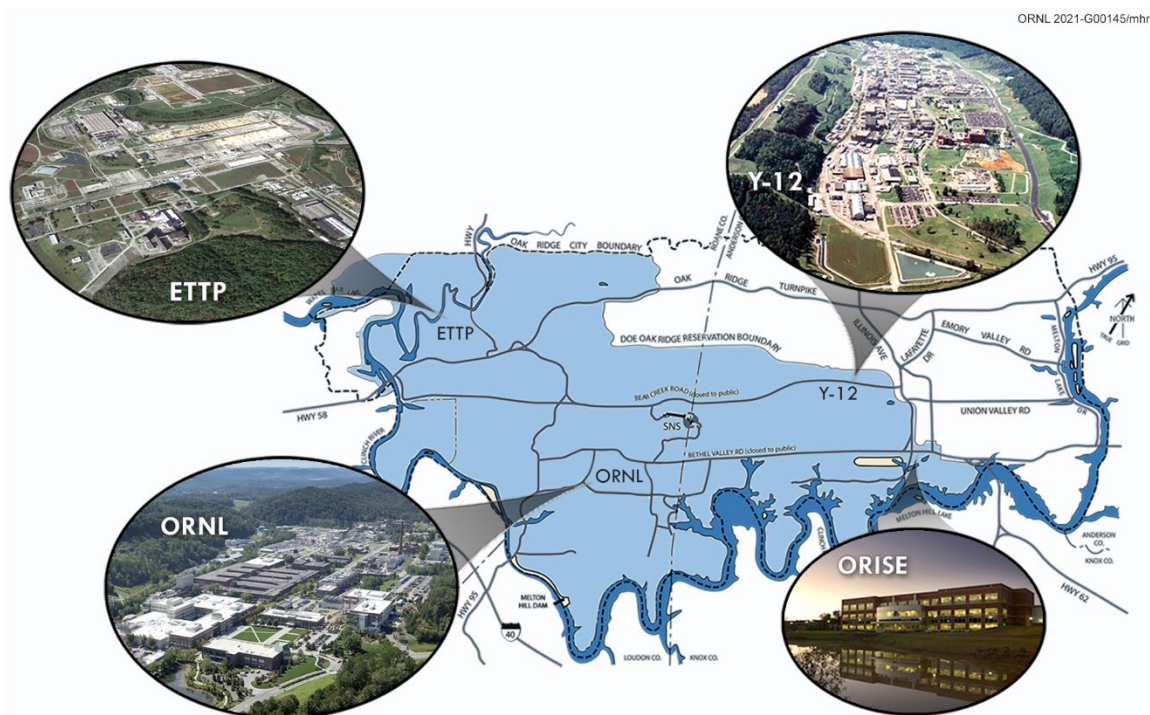 ORNL 2021-G00145/mhr
Y-12
ETTP
HWY
OAK RIDGE CITY BOUNDARY
ROANE CO.
ANDERSON
HWY 95
WATTS BAR LAKE
OAK RIDGE TURNPIKE
NORTH
TRUE
GRID
ETTP
DOE OAK RIDGE RESERVATION BOUNDARY
ILLINOIS AVE
LAFAYETTE DR
EMORY VALLEY RD
MELTON LAKE DR
BEAR CREEK ROAD (closed to public)
Y-12
HWY 58
SNS
UNION VALLEY RD
CLINCH RIVER
BETHEL VALLEY RD (closed to public)
ORNL
ORNL
MELTON HILL LAKE
CLINCH
ANDERSON CO.
KNOX CO.
ORISE
HWY 62
HWY 95
MELTON
HILL DAM
40
LOUDON CO.
KNOX CO.